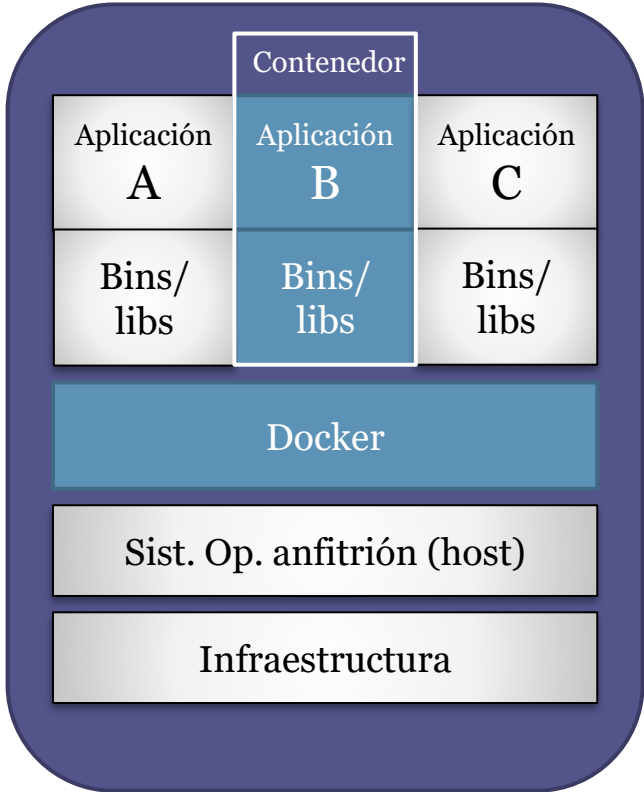 Contenedor
Aplicación
A
Aplicación
B
Aplicación
C
Bins/
libs
Bins/
libs
Bins/
libs
Docker
Sist. Op. anfitrión (host)
Infraestructura